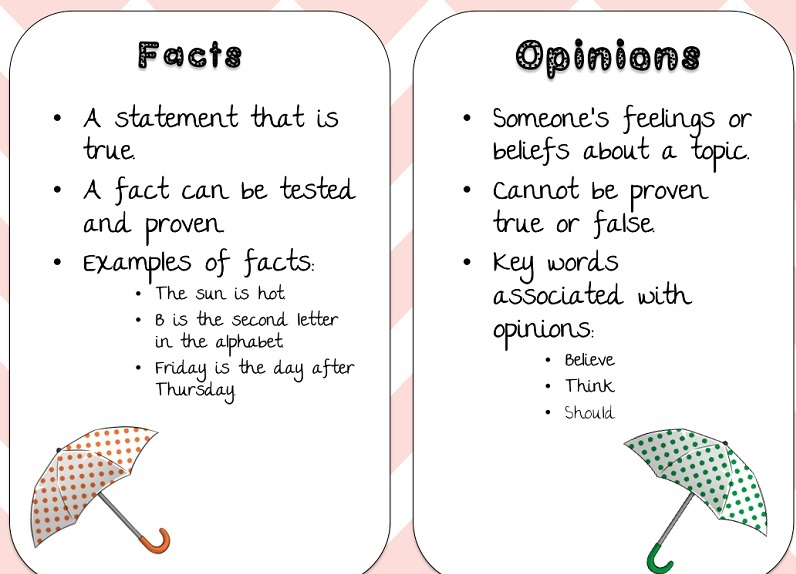 Facts
• A statement that is
true.
• A fact can be tested
and proven
• Examples of facts:
• The sun is hot.
• B is the second letter
in the alphabet.
• Friday is the day after
Thursday.
Opinions
• Someone's feelings or
beliefs about a topic.
• Cannot be proven
true or false.
• Key words
associated with
opinions:
• Believe
• Think
• Should